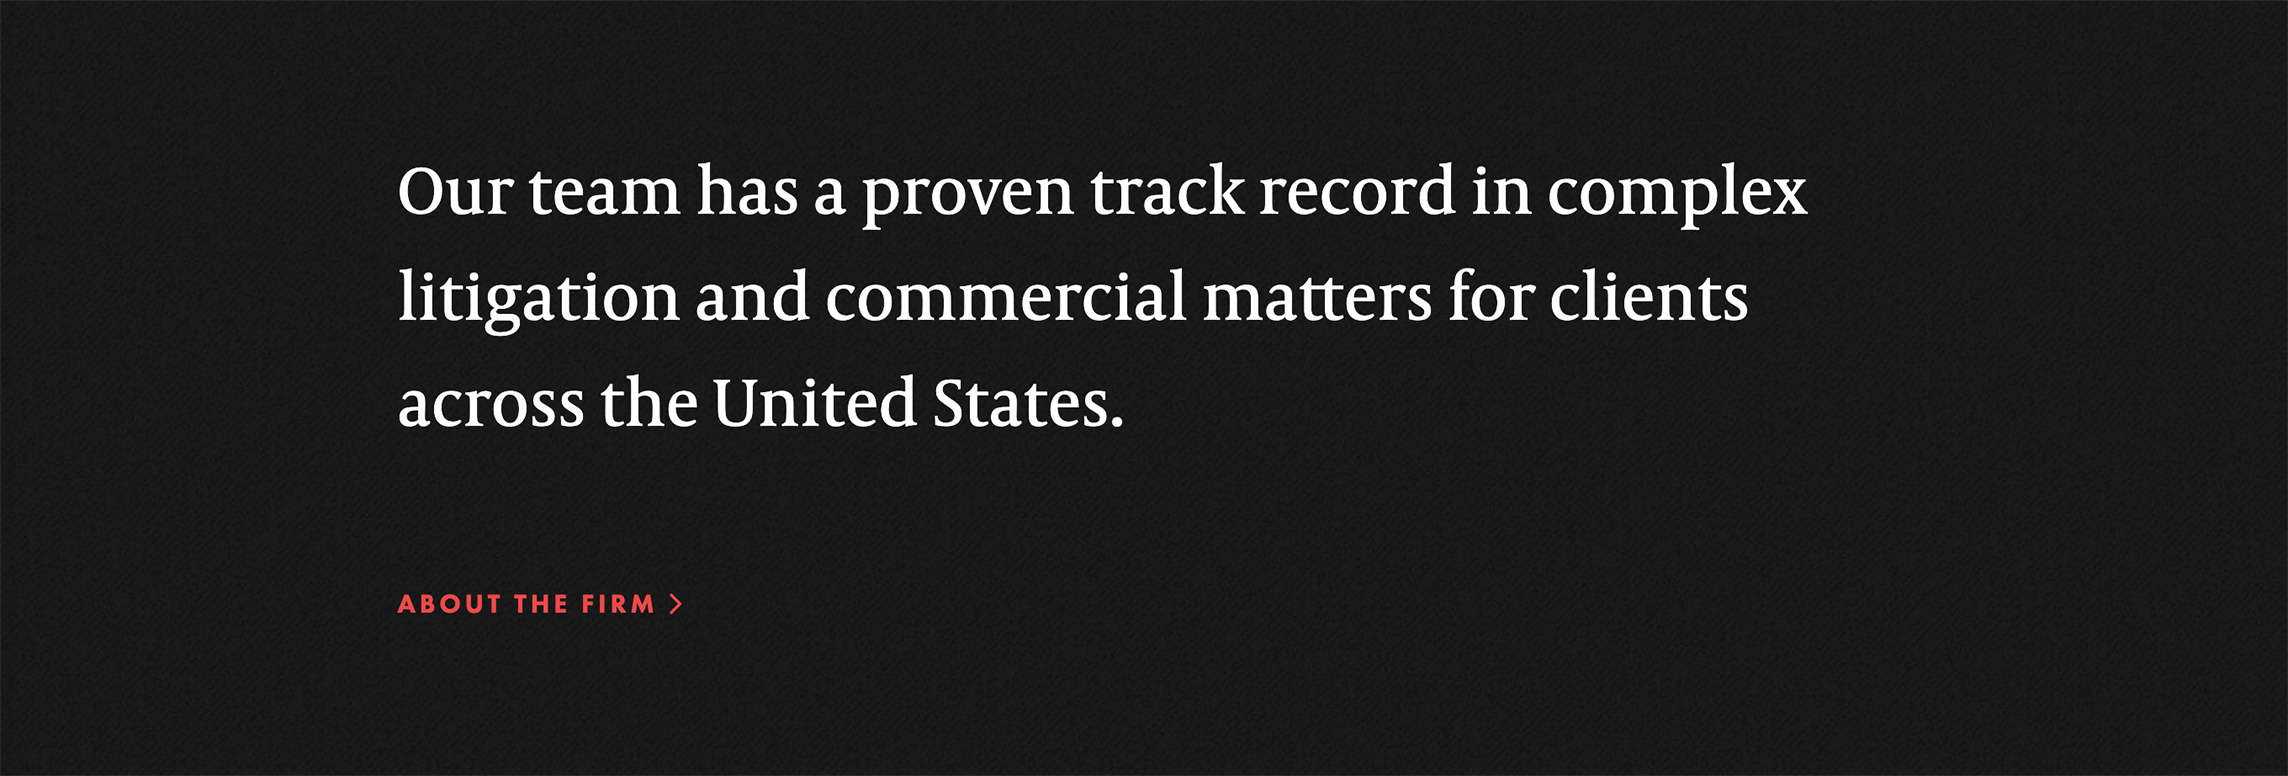 Our team has a proven track record in complex
litigation and commercial matters for clients
across the United States.
ABOUT THE FIRM >